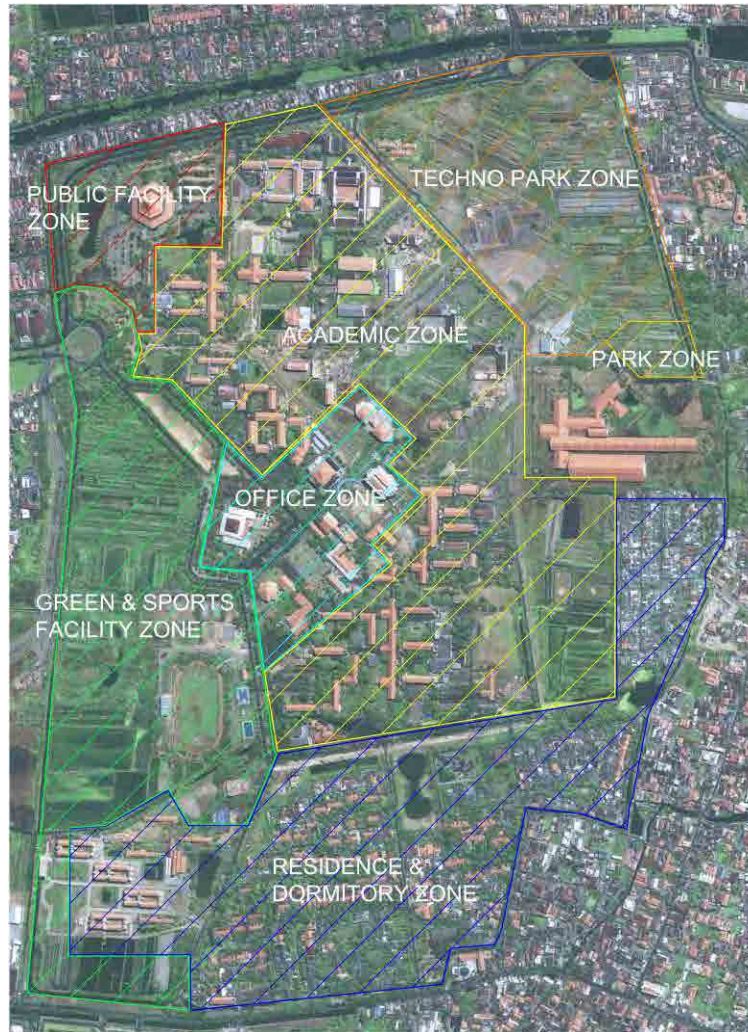 PUBLIC FACILITY
ZONE
TECHNO PARK ZONE
ACADEMIC ZONE
PARK ZONE
OFFICE ZONE
GREEN & SPORTS
FACILITY ZONE
RESIDENCE &
DORMITORY ZONE